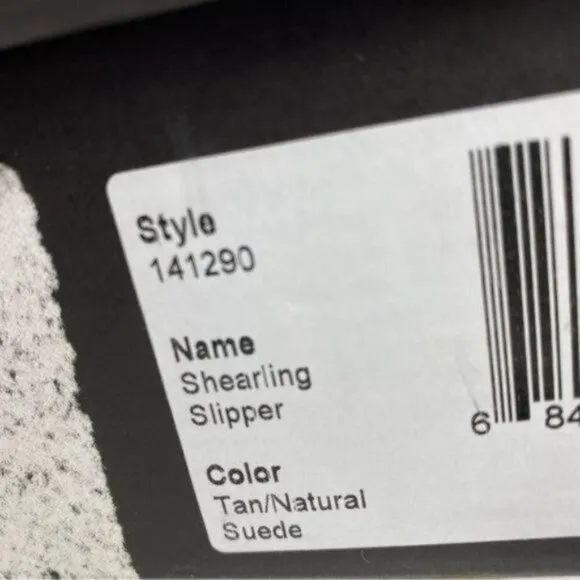 Style
141290
Name
Shearling
Slipper
Color
Tan/Natural
Suede
6 84